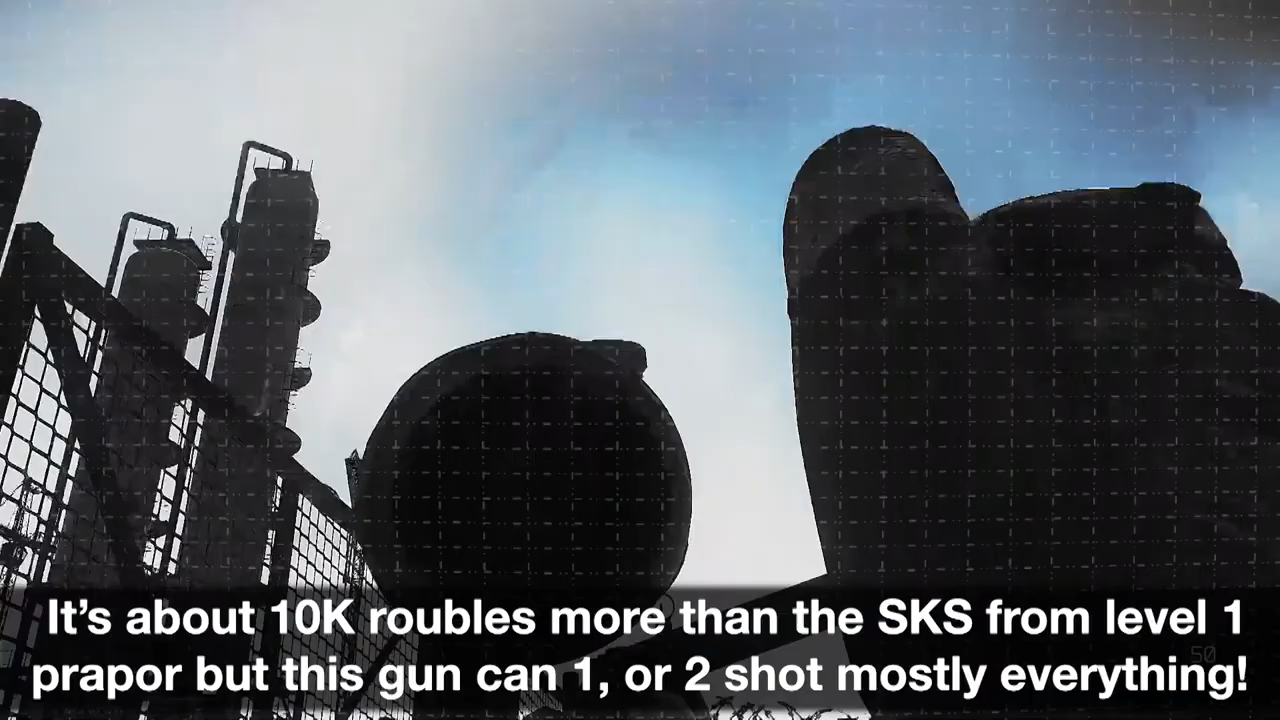 It’s about 10K roubles more than the SKS from level 1
50
prapor but this gun can 1, or 2 shot mostly everything!